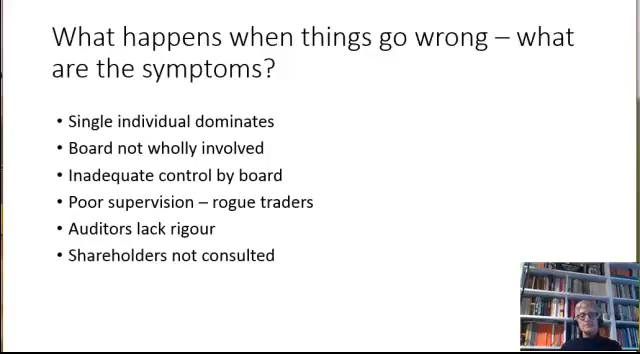 What happens when things go wrong – what
are the symptoms?
• Single individual dominates
• Board not wholly involved
• Inadequate control by board
• Poor supervision – rogue traders
• Auditors lack rigour
• Shareholders not consulted